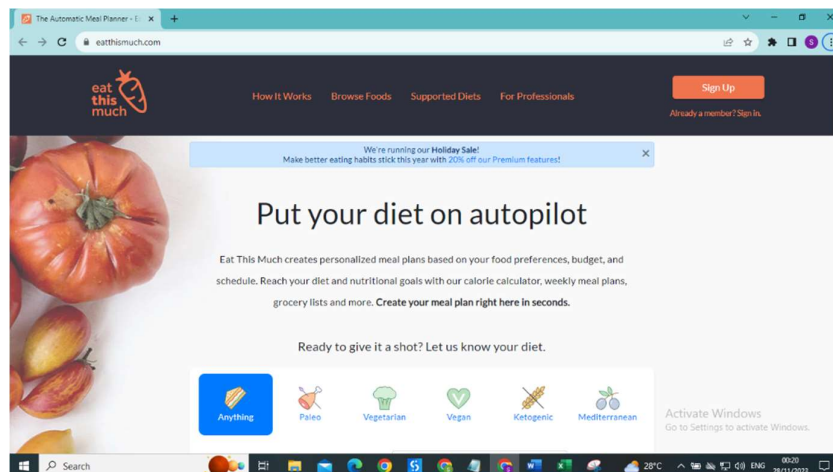 The Automatic Meal Planner - E
eatthismuch.com
eat
this
much
How It Works
Browse Foods
Supported Diets
For Professionals
Sign Up
Already a member? Sign in.
We're running our Holiday Sale!
Make better eating habits stick this year with 20% off our Premium features!
Put your diet on autopilot
Eat This Much creates personalized meal plans based on your food preferences, budget, and
schedule. Reach your diet and nutritional goals with our calorie calculator, weekly meal plans,
grocery lists and more. Create your meal plan right here in seconds.
Ready to give it a shot? Let us know your diet.
Anything
Paleo
Vegetarian
Vegan
Ketogenic
Mediterranean
Activate Windows
Go to Settings to activate Windows.
Search
28°C
ENG
00:20
28/11/2023